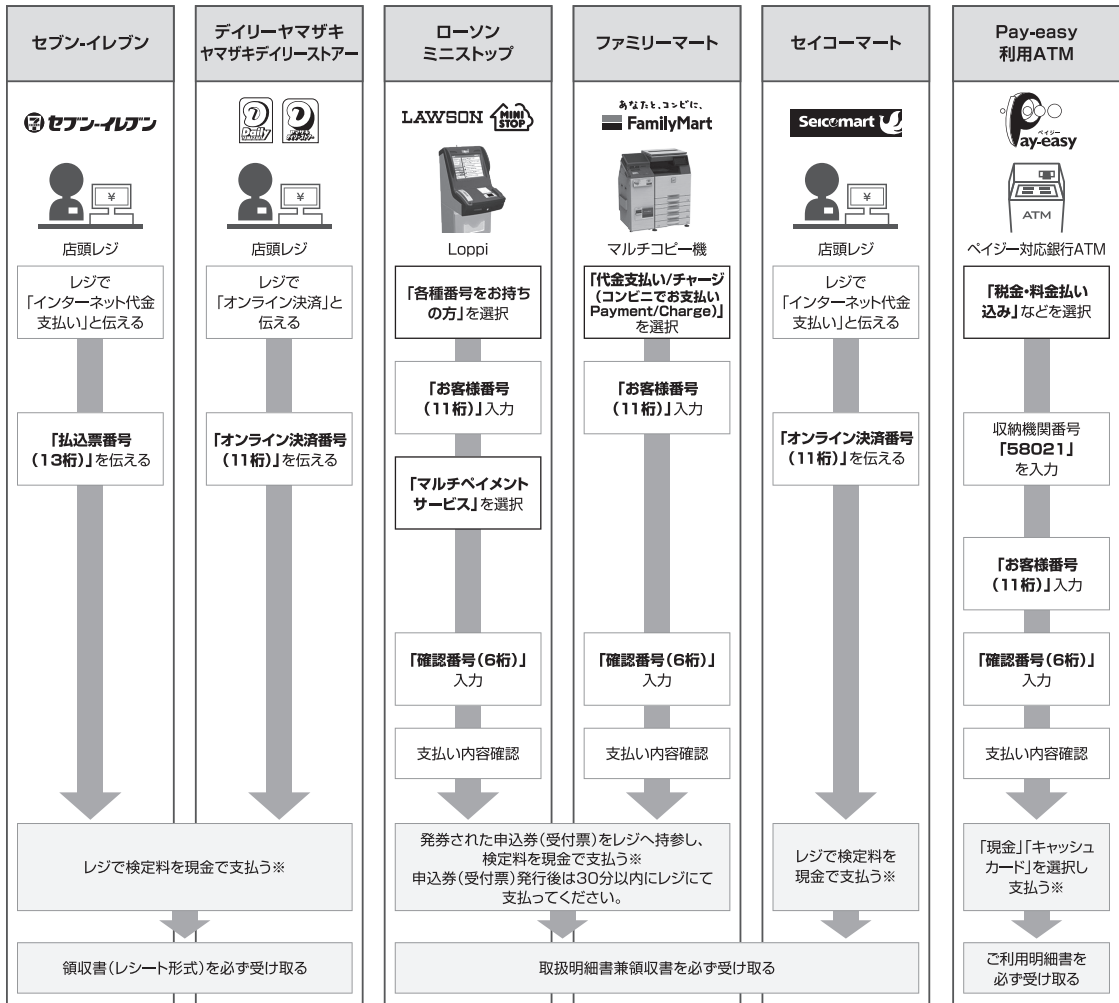 セブン-イレブン
デイリーヤマザキ
ヤマザキデイリーストアー
ローソン
ミニストップ
ファミリーマート
セイコーマート
Pay-easy
利用ATM
セブン-イレブン
Daily
LAWSON
MINI
STOP
あなたと、コンビに、
FamilyMart
Seicomart
ペイジー
Pay-easy
¥
¥
¥
ATM
店頭レジ
店頭レジ
Loppi
マルチコピー機
店頭レジ
ペイジー対応銀行ATM
レジで
「インターネット代金
支払い」と伝える
レジで
「オンライン決済」と
伝える
「各種番号をお持ち
の方」を選択
「代金支払い/チャージ
(コンビニでお支払い
Payment/Charge)」
を選択
レジで
「インターネット代金
支払い」と伝える
「税金・料金払い
込み」などを選択
「お客様番号
(11桁)」入力
「お客様番号
(11桁)」入力
「払込票番号
(13桁)」を伝える
「オンライン決済番号
(11桁)」を伝える
「オンライン決済番号
(11桁)」を伝える
収納機関番号
「58021」
を入力
「マルチペイメント
サービス」を選択
「お客様番号
(11桁)」入力
「確認番号(6桁)」
入力
「確認番号(6桁)」
入力
「確認番号(6桁)」
入力
支払い内容確認
支払い内容確認
支払い内容確認
レジで検定料を現金で支払う※
発券された申込券(受付票)をレジへ持参し、
検定料を現金で支払う※
申込券(受付票)発行後は30分以内にレジにて
支払ってください。
レジで検定料を
現金で支払う※
「現金」「キャッシュ
カード」を選択し
支払う※
領収書(レシート形式)を必ず受け取る
取扱明細書兼領収書を必ず受け取る
ご利用明細書を
必ず受け取る